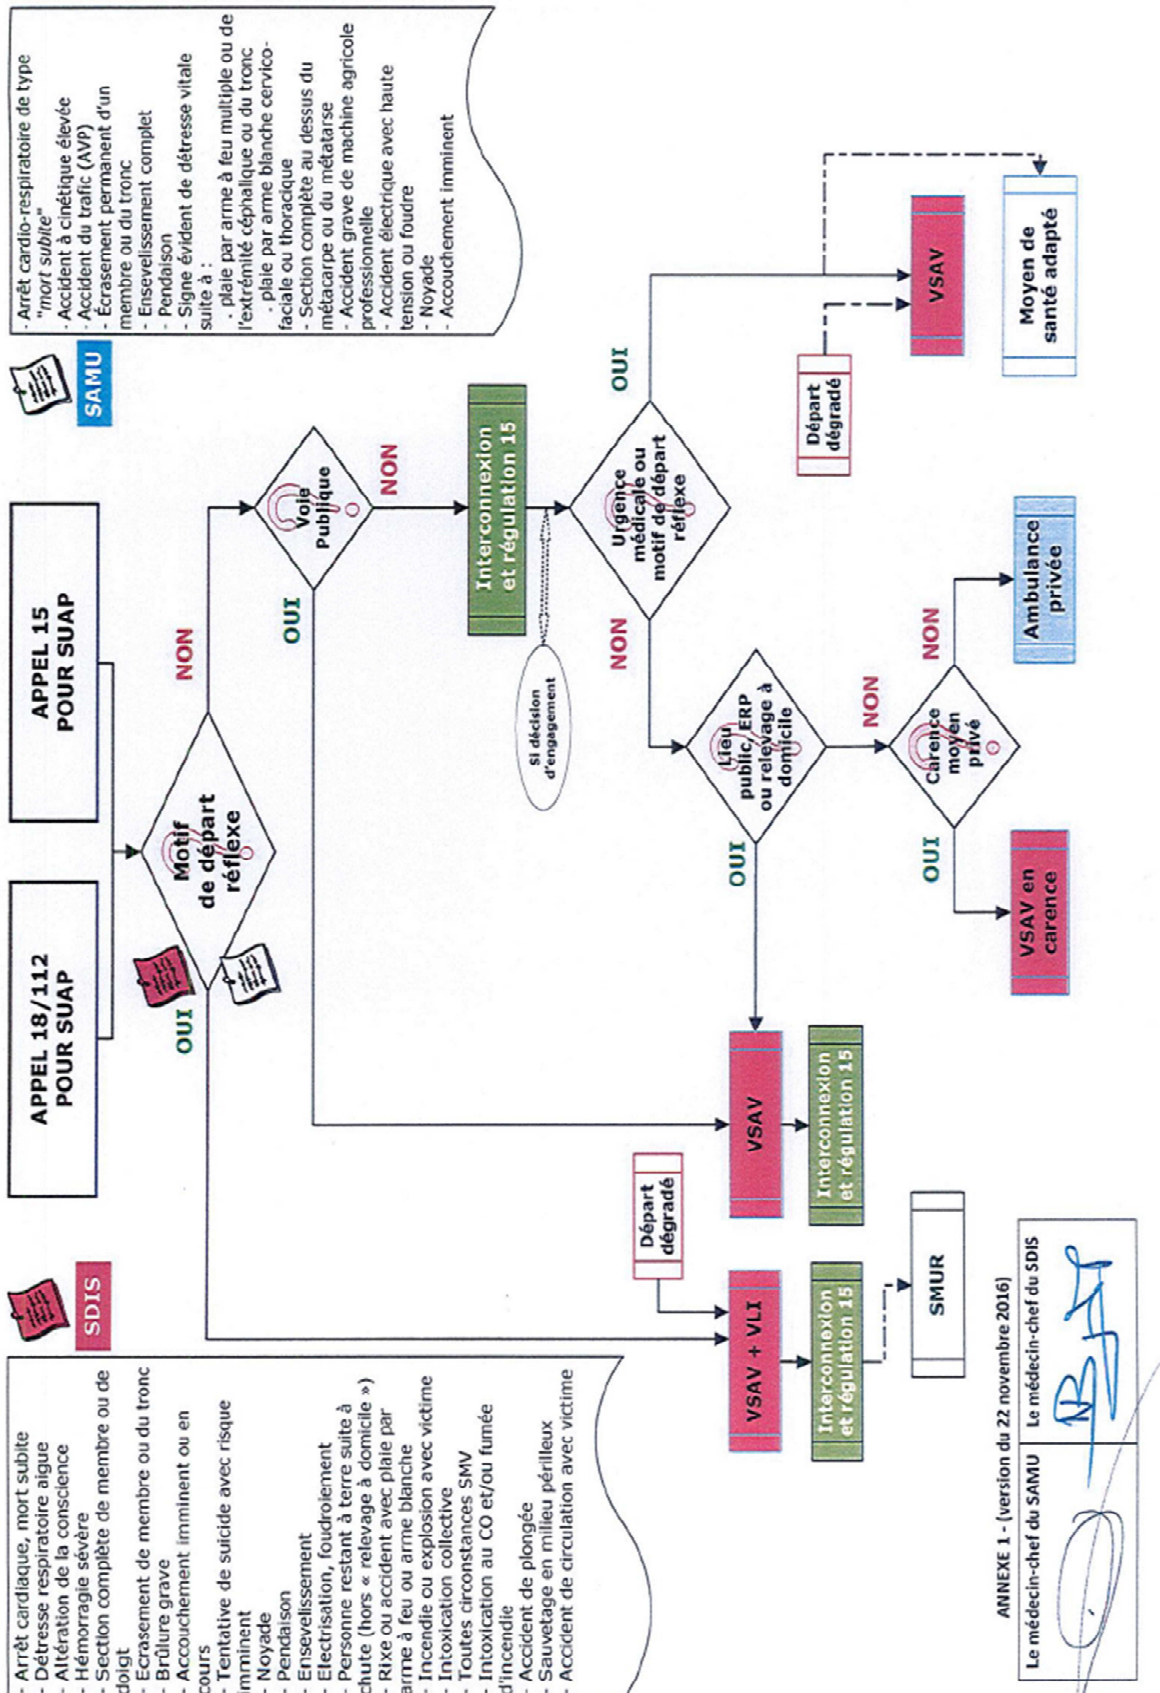 - Arrêt cardiaque, mort subite
- Détresse respiratoire aigue
- Altération de la conscience
- Hémorragie sévère
- Section complète de membre ou de
doigt
- Ecrasement de membre ou du tronc
- Brûlure grave
- Accouchement imminent ou en
cours
- Tentative de suicide avec risque
imminent
- Noyade
- Pendaison
- Ensevelissement
- Electrisation, foudroiement
- Personne restant à terre suite à
chute (hors « relevage à domicile »)
- Rixe ou accident avec plaie par
arme à feu ou arme blanche
- Incendie ou explosion avec victime
- Intoxication collective
- Toutes circonstances SMV
- Intoxication au CO et/ou fumée
d'incendie
- Accident de plongée
- Sauvetage en milieu périlleux
- Accident de circulation avec victime
SDIS
APPEL 18/112
POUR SUAP
APPEL 15
POUR SUAP
SAMU
- Arrêt cardio-respiratoire de type
"mort subite"
- Accident à cinétique élevée
- Accident du trafic (AVP)
- Écrasement permanent d'un
membre ou du tronc
- Ensevelissement complet
- Pendaison
- Signe évident de détresse vitale
suite à :
- plaie par arme à feu multiple ou de
l'extrémité céphalique ou du tronc
- plaie par arme blanche cervico-
faciale ou thoracique
- Section complète au dessus du
métacarpe ou du métatarse
- Accident grave de machine agricole
professionnelle
- Accident électrique avec haute
tension ou foudre
- Noyade
- Accouchement imminent
OUI
Motif
de départ
réflexe
NON
OUI
Voie
Publique
NON
Interconnexion
et régulation 15
Si décision
d'engagement
NON
Urgence
médicale ou
motif de départ
réflexe
OUI
Départ
dégradé
VSAV + VLI
Interconnexion
et régulation 15
SMUR
VSAV
Interconnexion
et régulation 15
OUI
Lieu
public, ERP
ou relevage à
domicile
NON
Départ
dégradé
VSAV
Moyen de
santé adapté
OUI
Carence
moyen
privé
NON
VSAV en
carence
Ambulance
privée
ANNEXE 1 - (version du 22 novembre 2016)
Le médecin-chef du SAMU
Le médecin-chef du SDIS